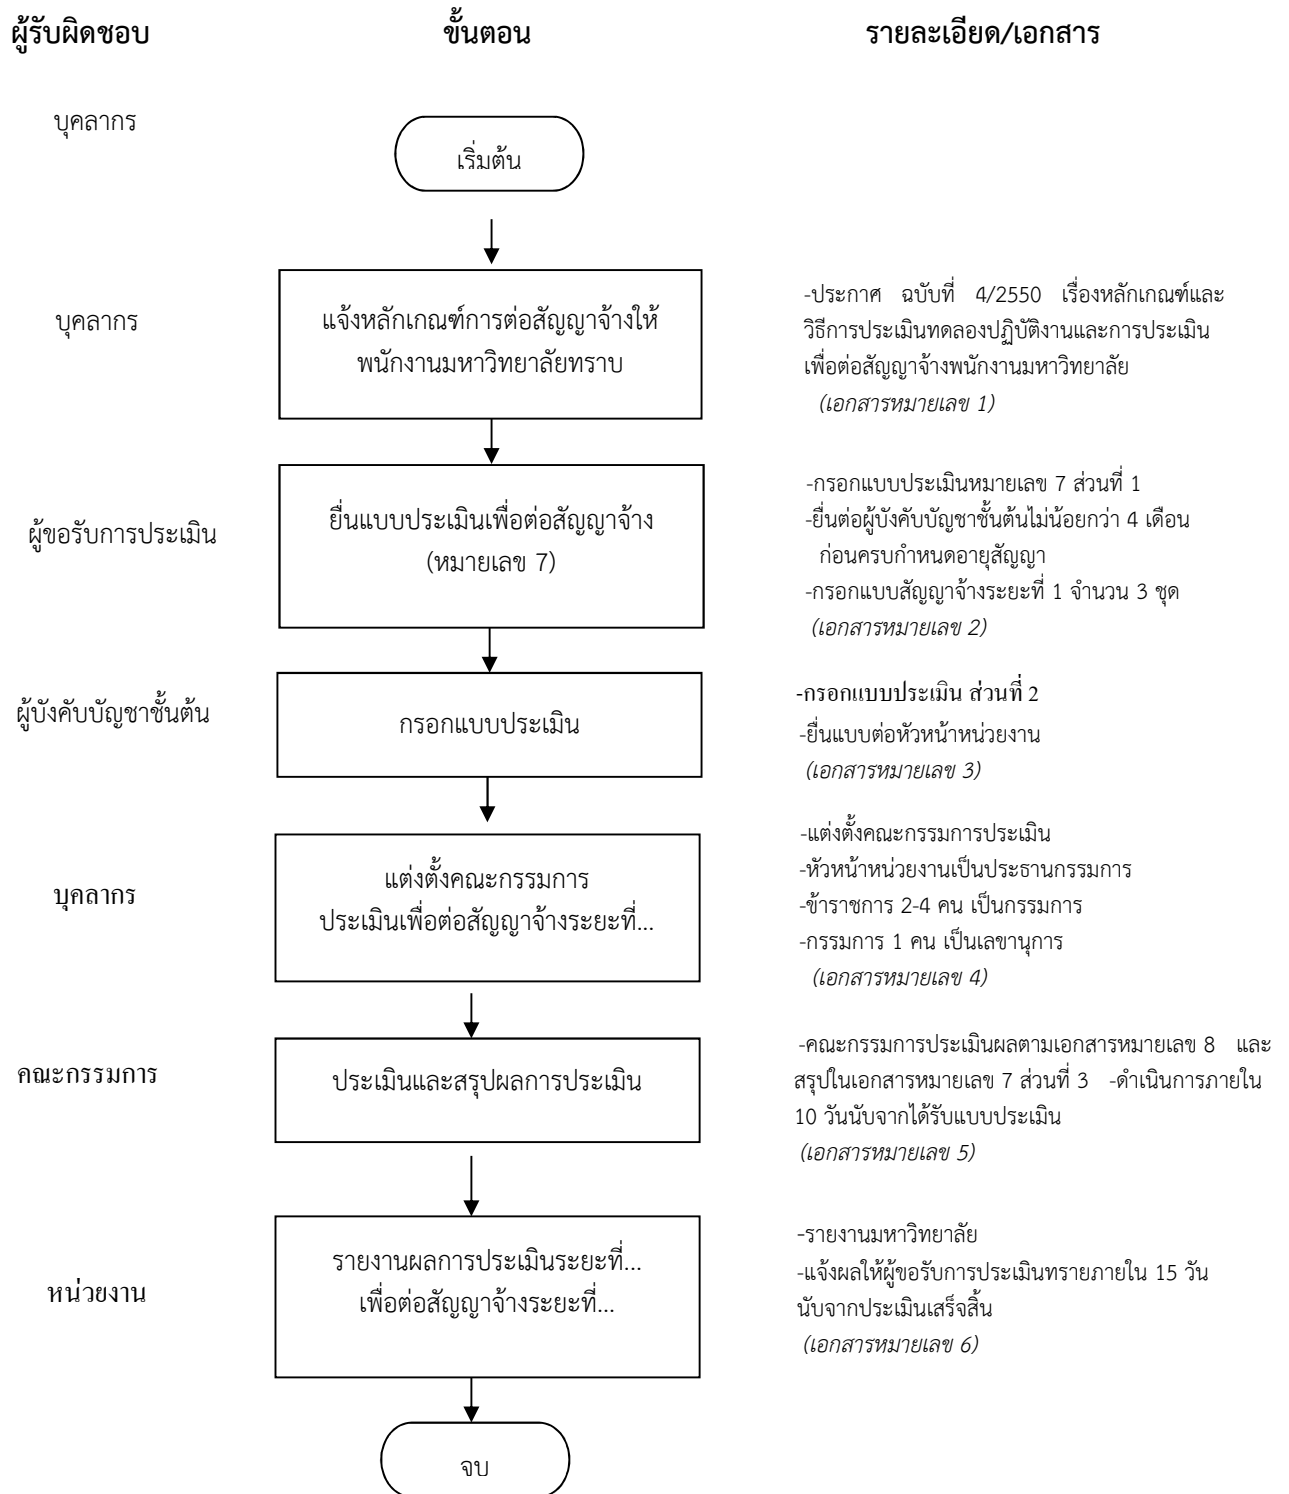 ผู้รับผิดชอบ ขั้นตอน รายละเอียด/เอกสาร
บุคลากร
เริ่มต้น
บุคลากร
แจ้งหลักเกณฑ์การต่อสัญญาจ้างให้
พนักงานมหาวิทยาลัยทราบ
-ประกาศ ฉบับที่ 4/2550 เรื่องหลักเกณฑ์และ
วิธีการประเมินทดลองปฏิบัติงานและการประเมิน
เพื่อต่อสัญญาจ้างพนักงานมหาวิทยาลัย
(เอกสารหมายเลข 1)
ผู้ขอรับการประเมิน
ยื่นแบบประเมินเพื่อต่อสัญญาจ้าง
(หมายเลข 7)
-กรอกแบบประเมินหมายเลข 7 ส่วนที่ 1
-ยื่นต่อผู้บังคับบัญชาชั้นต้นไม่น้อยกว่า 4 เดือน
ก่อนครบกำหนดอายุสัญญา
-กรอกแบบสัญญาจ้างระยะที่ 1 จำนวน 3 ชุด
(เอกสารหมายเลข 2)
ผู้บังคับบัญชาชั้นต้น
กรอกแบบประเมิน
-กรอกแบบประเมิน ส่วนที่ 2
-ยื่นแบบต่อหัวหน้าหน่วยงาน
(เอกสารหมายเลข 3)
บุคลากร
แต่งตั้งคณะกรรมการ
ประเมินเพื่อต่อสัญญาจ้างระยะที่...
-แต่งตั้งคณะกรรมการประเมิน
-หัวหน้าหน่วยงานเป็นประธานกรรมการ
-ข้าราชการ 2-4 คน เป็นกรรมการ
-กรรมการ 1 คน เป็นเลขานุการ
(เอกสารหมายเลข 4)
คณะกรรมการ
ประเมินและสรุปผลการประเมิน
-คณะกรรมการประเมินผลตามเอกสารหมายเลข 8 และ
สรุปในเอกสารหมายเลข 7 ส่วนที่ 3 -ดำเนินการภายใน
10 วันนับจากได้รับแบบประเมิน
(เอกสารหมายเลข 5)
หน่วยงาน
รายงานผลการประเมินระยะที่...
เพื่อต่อสัญญาจ้างระยะที่...
-รายงานมหาวิทยาลัย
-แจ้งผลให้ผู้ขอรับการประเมินทรายภายใน 15 วัน
นับจากประเมินเสร็จสิ้น
(เอกสารหมายเลข 6)
จบ